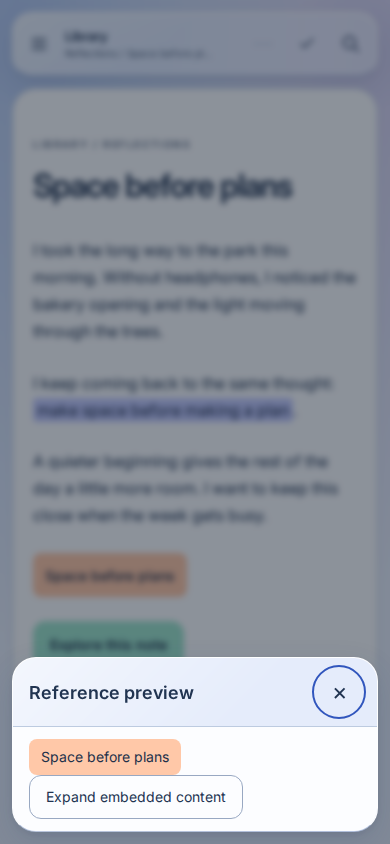 Library
LIBRARY / REFLECTIONS
Space before plans
I took the long way to the park this
morning. Without headphones, I noticed the
bakery opening and the light moving
through the trees.
I keep coming back to the same thought:
make space before making a plan.
A quieter beginning gives the rest of the
day a little more room. I want to keep this
close when the week gets busy.
Space before plans
Explore this note
Reference preview
Space before plans
Expand embedded content